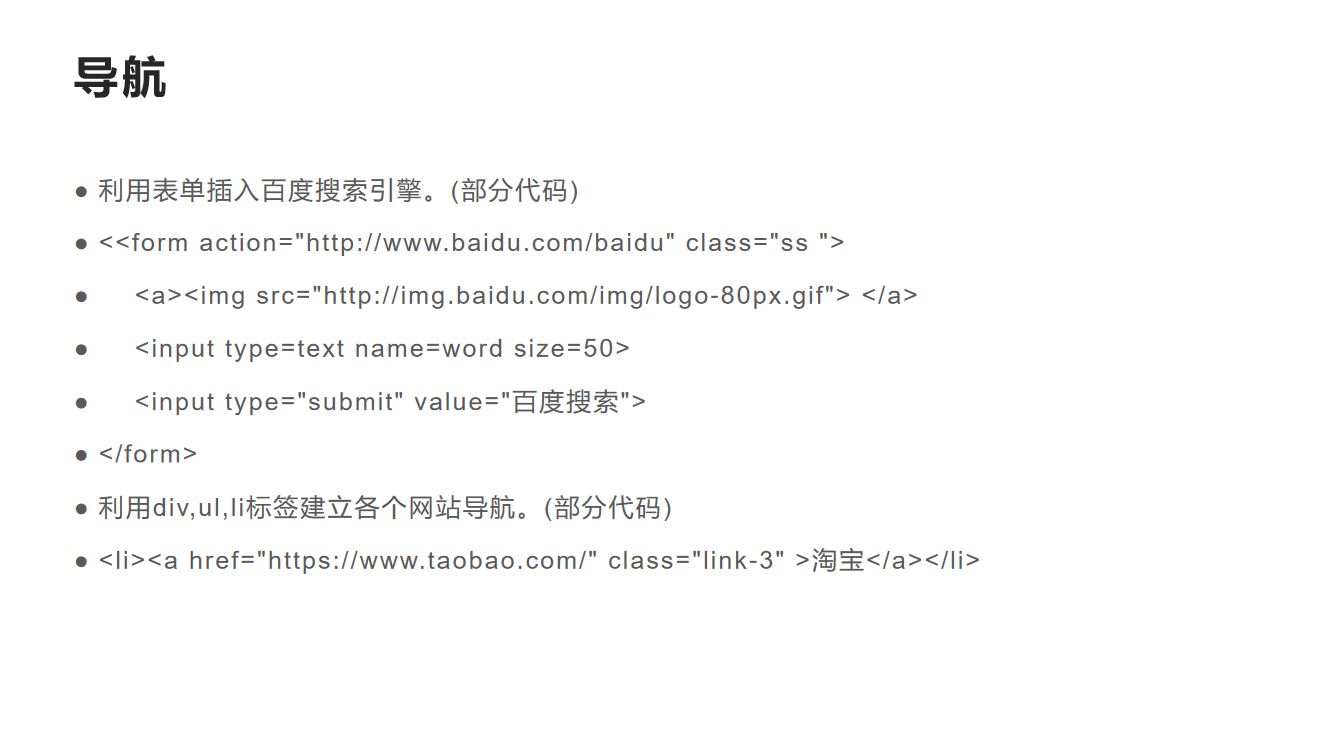 导航
● 利用表单插入百度搜索引擎。(部分代码)
● <<form action="http://www.baidu.com/baidu" class="ss ">
● <a><img src="http://img.baidu.com/img/logo-80px.gif"> </a>
● <input type=text name=word size=50>
● <input type="submit" value="百度搜索">
● </form>
● 利用div,ul,li标签建立各个网站导航。(部分代码)
● <li><a href="https://www.taobao.com/" class="link-3" >淘宝</a></li>